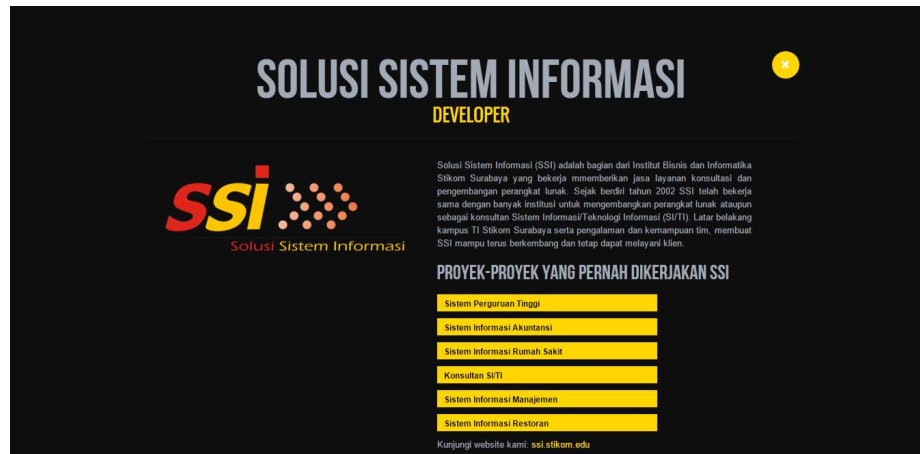 SOLUSI SISTEM INFORMASI
DEVELOPER
×
SSI
Solusi Sistem Informasi
Solusi Sistem Informasi (SSI) adalah bagian dari Institut Bisnis dan Informatika
Stikom Surabaya yang bekerja mmemberikan jasa layanan konsultasi dan
pengembangan perangkat lunak. Sejak berdiri tahun 2002 SSI telah bekerja
sama dengan banyak institusi untuk mengembangkan perangkat lunak ataupun
sebagai konsultan Sistem Informasi/Teknologi Informasi (SI/TI). Latar belakang
kampus TI Stikom Surabaya serta pengalaman dan kemampuan tim, membuat
SSI mampu terus berkembang dan tetap dapat melayani klien.
PROYEK-PROYEK YANG PERNAH DIKERJAKAN SSI
Sistem Perguruan Tinggi
Sistem Informasi Akuntansi
Sistem Informasi Rumah Sakit
Konsultan SI/TI
Sistem Informasi Manajemen
Sistem Informasi Restoran
Kunjungi website kami: ssi.stikom.edu